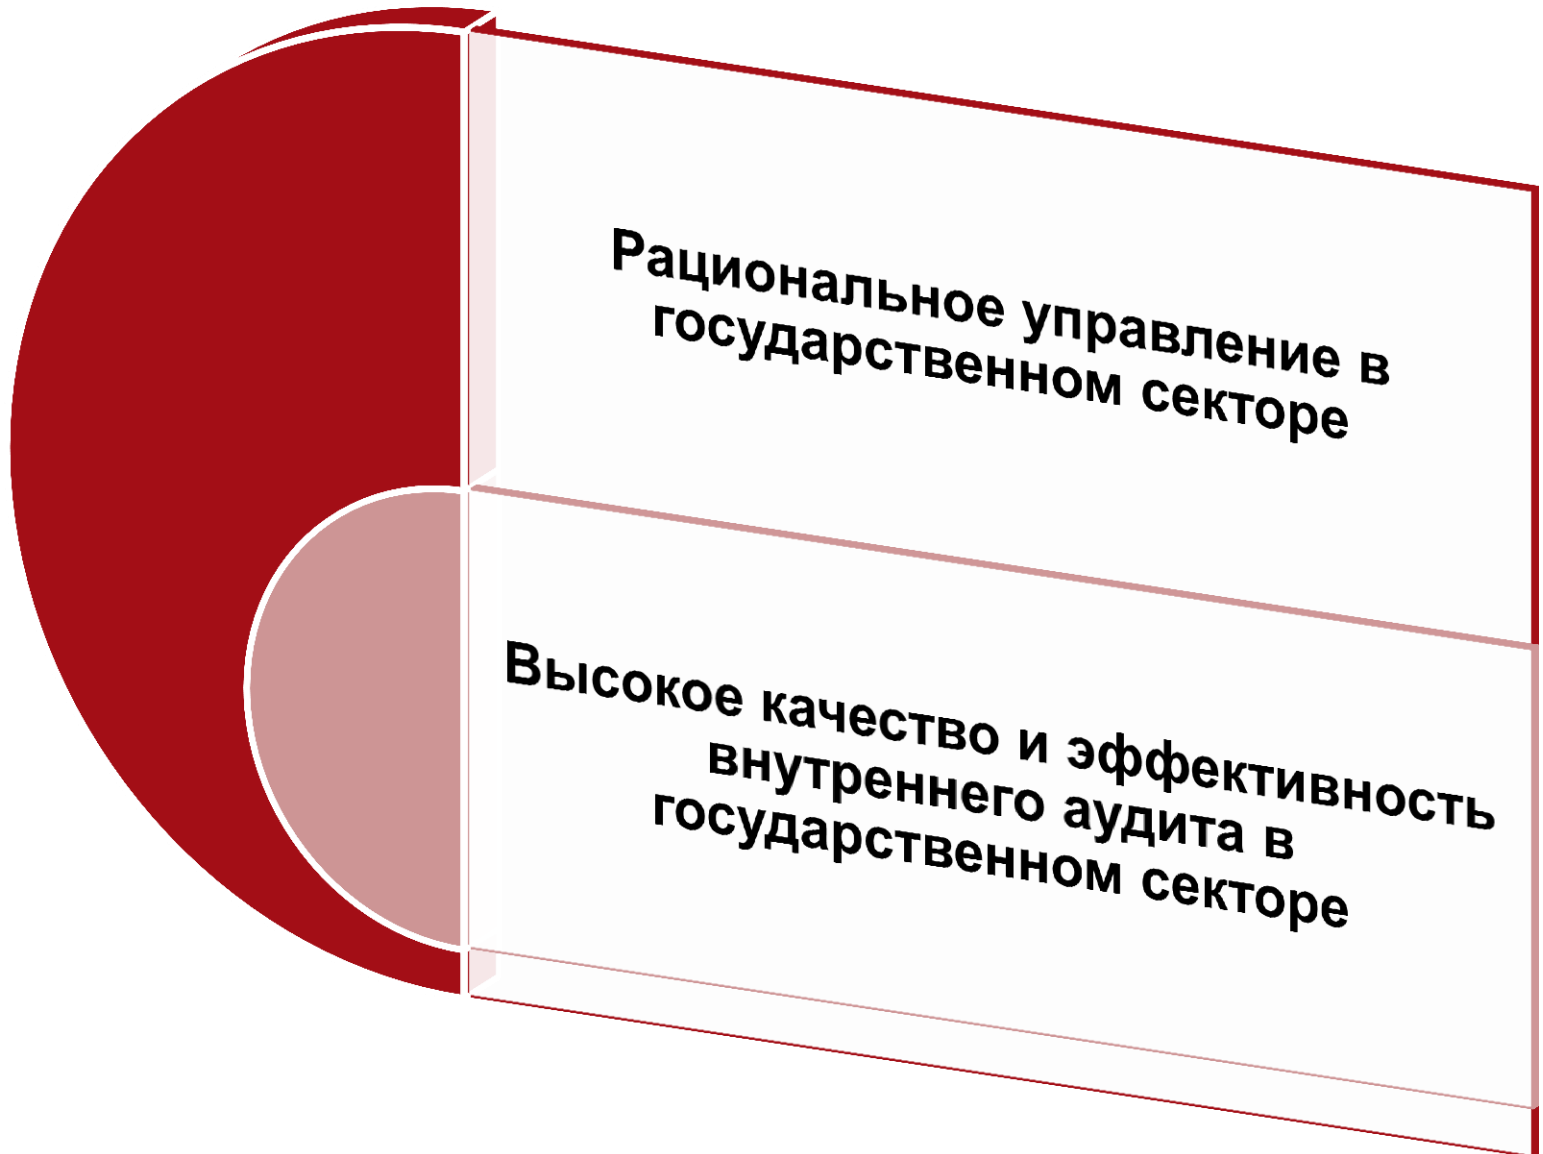 Рациональное управление в
государственном секторе
Высокое качество и эффективность
внутреннего аудита в
государственном секторе